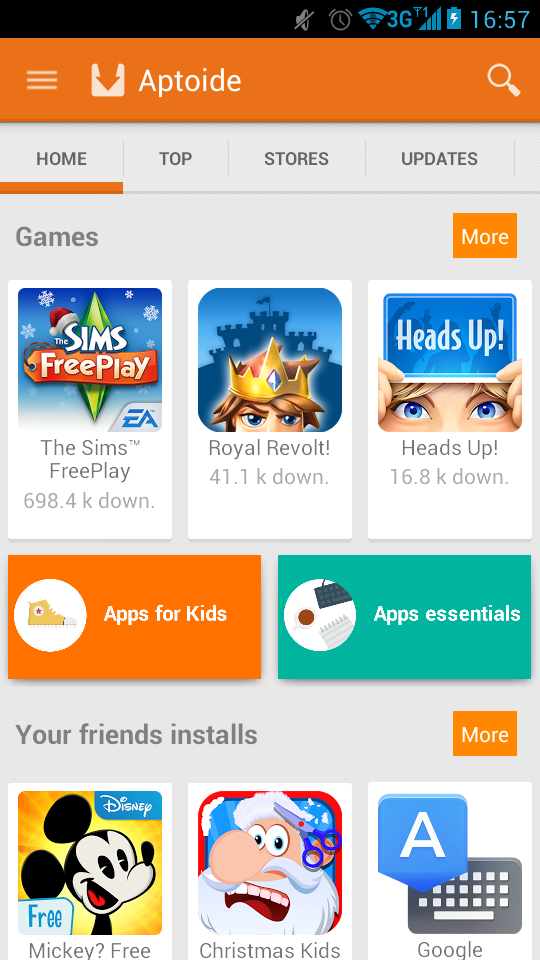 3G 1 16:57
Aptoide
HOME TOP STORES UPDATES
Games More
The SIMS FreePlay EA
Heads Up!
The Sims™ FreePlay
698.4 k down.
Royal Revolt!
41.1 k down.
Heads Up!
16.8 k down.
Apps for Kids
Apps essentials
Your friends installs More
Disney
Free
A
Mickey? Free
Christmas Kids
Google